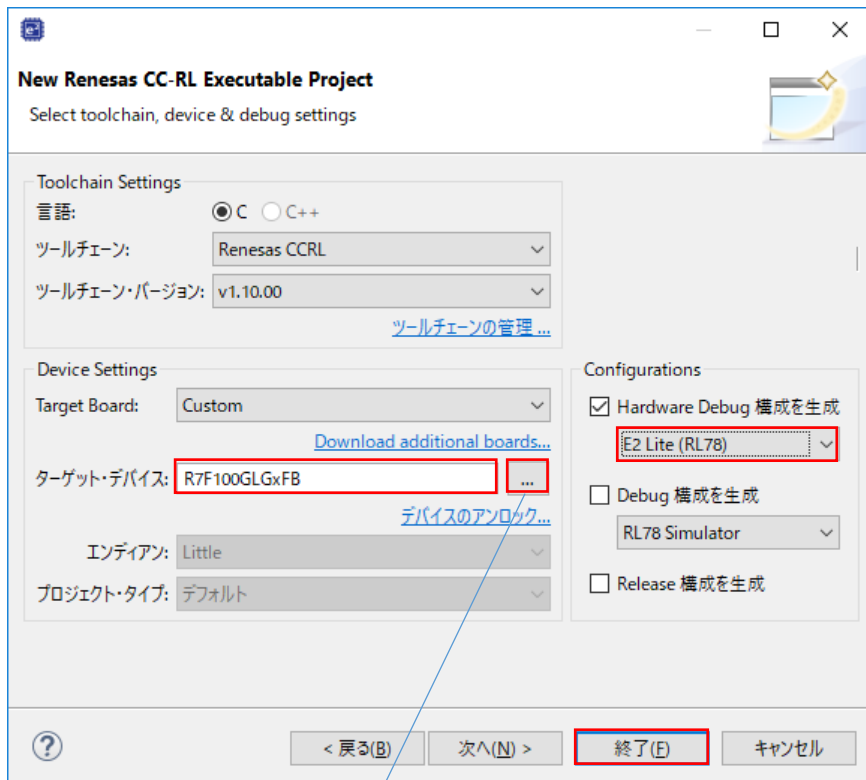 e²
New Renesas CC-RL Executable Project
Select toolchain, device & debug settings
Toolchain Settings
言語: C C++
ツールチェーン: Renesas CCRL
ツールチェーン・バージョン: v1.10.00
ツールチェーンの管理 ...
Device Settings
Target Board: Custom
Download additional boards...
ターゲット・デバイス: R7F100GLGxFB ...
デバイスのアンロック...
エンディアン: Little
プロジェクト・タイプ: デフォルト
Configurations
Hardware Debug 構成を生成
E2 Lite (RL78)
Debug 構成を生成
RL78 Simulator
Release 構成を生成
? < 戻る(B) 次へ(N) > 終了(F) キャンセル